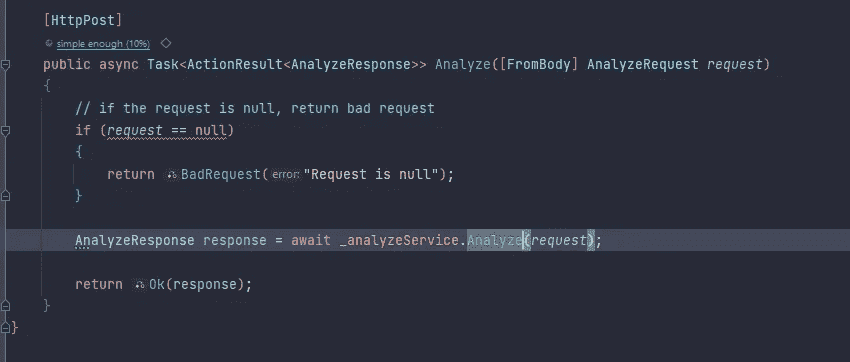 [HttpPost]
simple enough (10%)
public async Task<ActionResult<AnalyzeResponse>> Analyze([FromBody] AnalyzeRequest request)
{
// if the request is null, return bad request
if (request == null)
{
return BadRequest( error: "Request is null");
}
AnalyzeResponse response = await _analyzeService.Analyze(request);
return Ok(response);
}
}